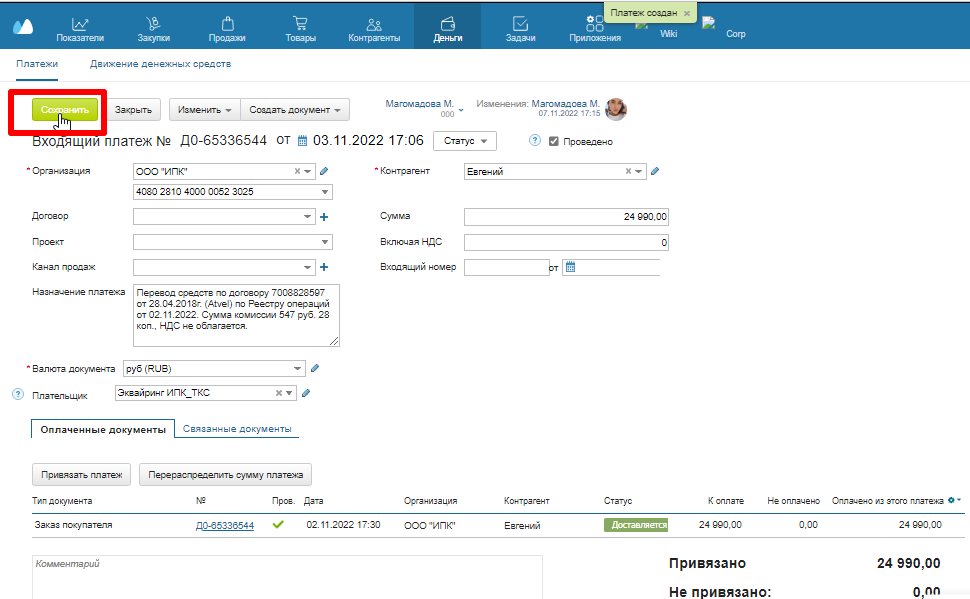 Платеж создан ×
Показатели Закупки Продажи Товары Контрагенты Деньги Задачи Приложения Wiki Corp
Платежи Движение денежных средств
Сохранить Закрыть Изменить Создать документ Магомадова М. 000 Изменения: Магомадова М. 07.11.2022 17:15
Входящий платеж № Д0-65336544 от 03.11.2022 17:06 Статус ? Проведено
* Организация ООО "ИПК" * Контрагент Евгений
4080 2810 4000 0052 3025
Договор Сумма 24 990,00
Проект Включая НДС 0
Канал продаж Входящий номер от
Назначение платежа Перевод средств по договору 7008828597
от 28.04.2018г. (Atvel) по Реестру операций
от 02.11.2022. Сумма комиссии 547 руб. 28
коп., НДС не облагается.
* Валюта документа руб (RUB)
? Плательщик Эквайринг ИПК_ТКС
Оплаченные документы Связанные документы
Привязать платеж Перераспределить сумму платежа
Тип документа № Пров. Дата Организация Контрагент Статус К оплате Не оплачено Оплачено из этого платежа
Заказ покупателя Д0-65336544 02.11.2022 17:30 ООО "ИПК" Евгений Доставляется 24 990,00 0,00 24 990,00
Комментарий
Привязано 24 990,00
Не привязано: 0,00